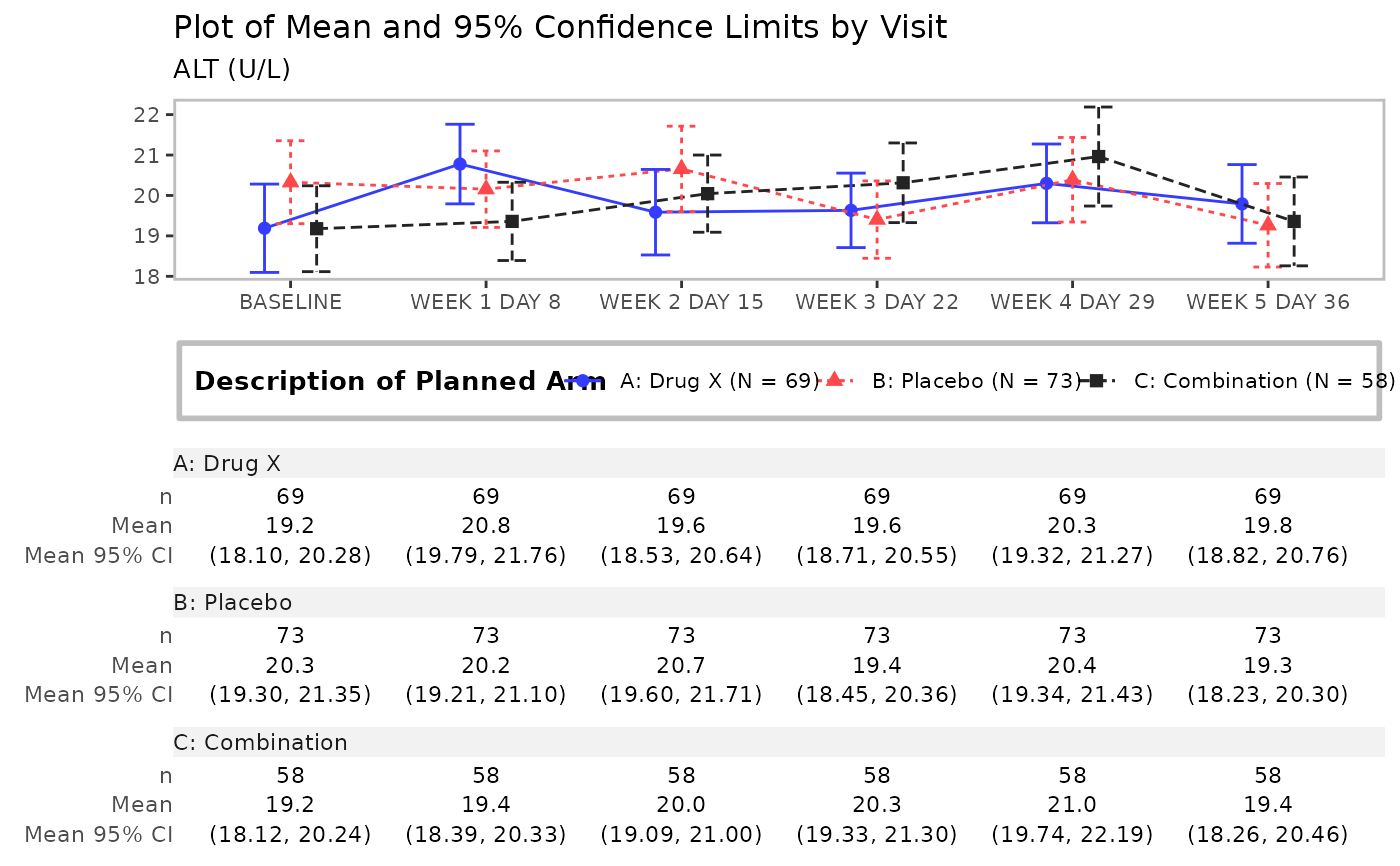 Plot of Mean and 95% Confidence Limits by Visit
ALT (U/L)
22
21
20
19
18
BASELINE WEEK 1 DAY 8 WEEK 2 DAY 15 WEEK 3 DAY 22 WEEK 4 DAY 29 WEEK 5 DAY 36
Description of Planned Arm A: Drug X (N = 69) B: Placebo (N = 73) C: Combination (N = 58)
A: Drug X
n 69 69 69 69 69 69
Mean 19.2 20.8 19.6 19.6 20.3 19.8
Mean 95% CI (18.10, 20.28) (19.79, 21.76) (18.53, 20.64) (18.71, 20.55) (19.32, 21.27) (18.82, 20.76)
B: Placebo
n 73 73 73 73 73 73
Mean 20.3 20.2 20.7 19.4 20.4 19.3
Mean 95% CI (19.30, 21.35) (19.21, 21.10) (19.60, 21.71) (18.45, 20.36) (19.34, 21.43) (18.23, 20.30)
C: Combination
n 58 58 58 58 58 58
Mean 19.2 19.4 20.0 20.3 21.0 19.4
Mean 95% CI (18.12, 20.24) (18.39, 20.33) (19.09, 21.00) (19.33, 21.30) (19.74, 22.19) (18.26, 20.46)